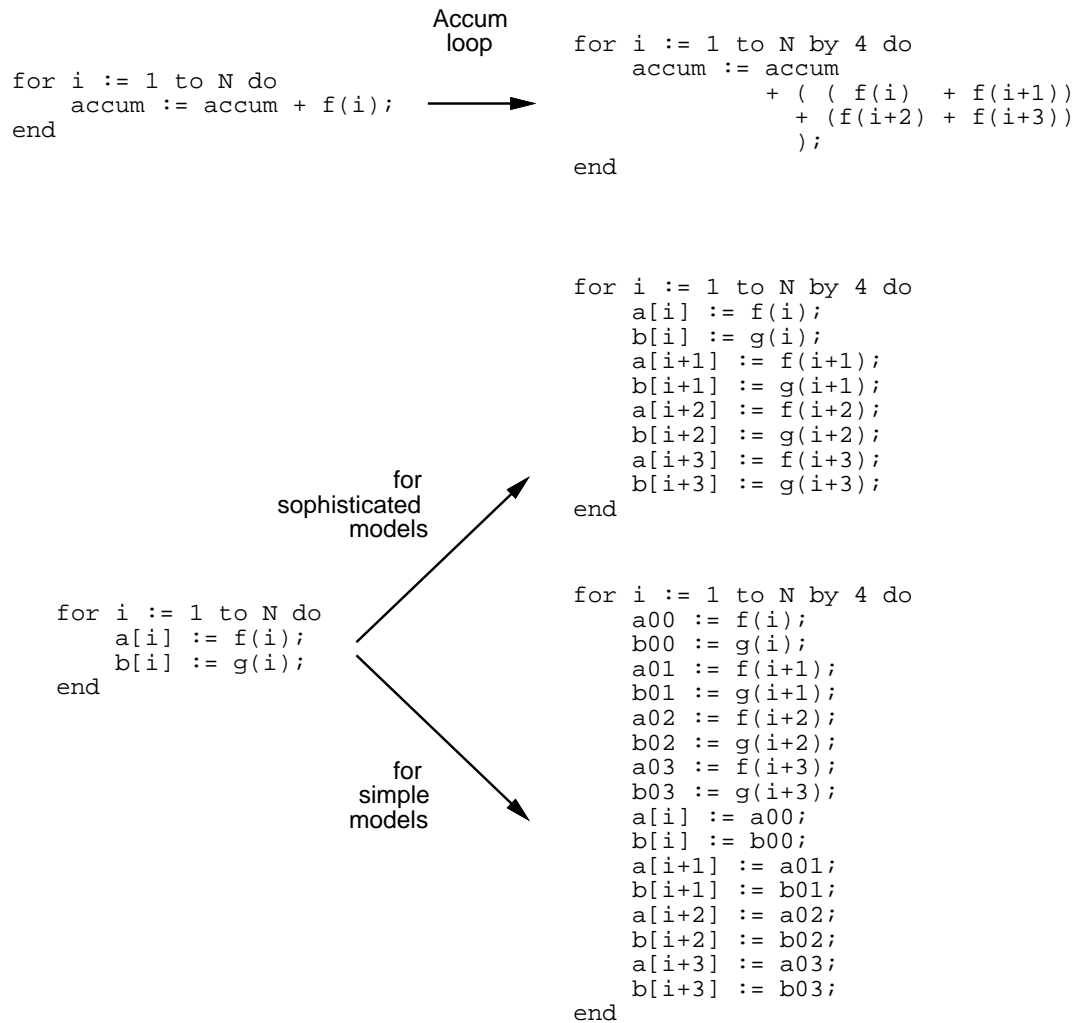 Accum
loop
for i := 1 to N do
    accum := accum + f(i);
end
for i := 1 to N by 4 do
    accum := accum
             + ( ( f(i)  + f(i+1))
               + (f(i+2) + f(i+3))
               );
end
for i := 1 to N by 4 do
    a[i] := f(i);
    b[i] := g(i);
    a[i+1] := f(i+1);
    b[i+1] := g(i+1);
    a[i+2] := f(i+2);
    b[i+2] := g(i+2);
    a[i+3] := f(i+3);
    b[i+3] := g(i+3);
end
for
sophisticated
models
for i := 1 to N do
    a[i] := f(i);
    b[i] := g(i);
end
for
simple
models
for i := 1 to N by 4 do
    a00 := f(i);
    b00 := g(i);
    a01 := f(i+1);
    b01 := g(i+1);
    a02 := f(i+2);
    b02 := g(i+2);
    a03 := f(i+3);
    b03 := g(i+3);
    a[i] := a00;
    b[i] := b00;
    a[i+1] := a01;
    b[i+1] := b01;
    a[i+2] := a02;
    b[i+2] := b02;
    a[i+3] := a03;
    b[i+3] := b03;
end